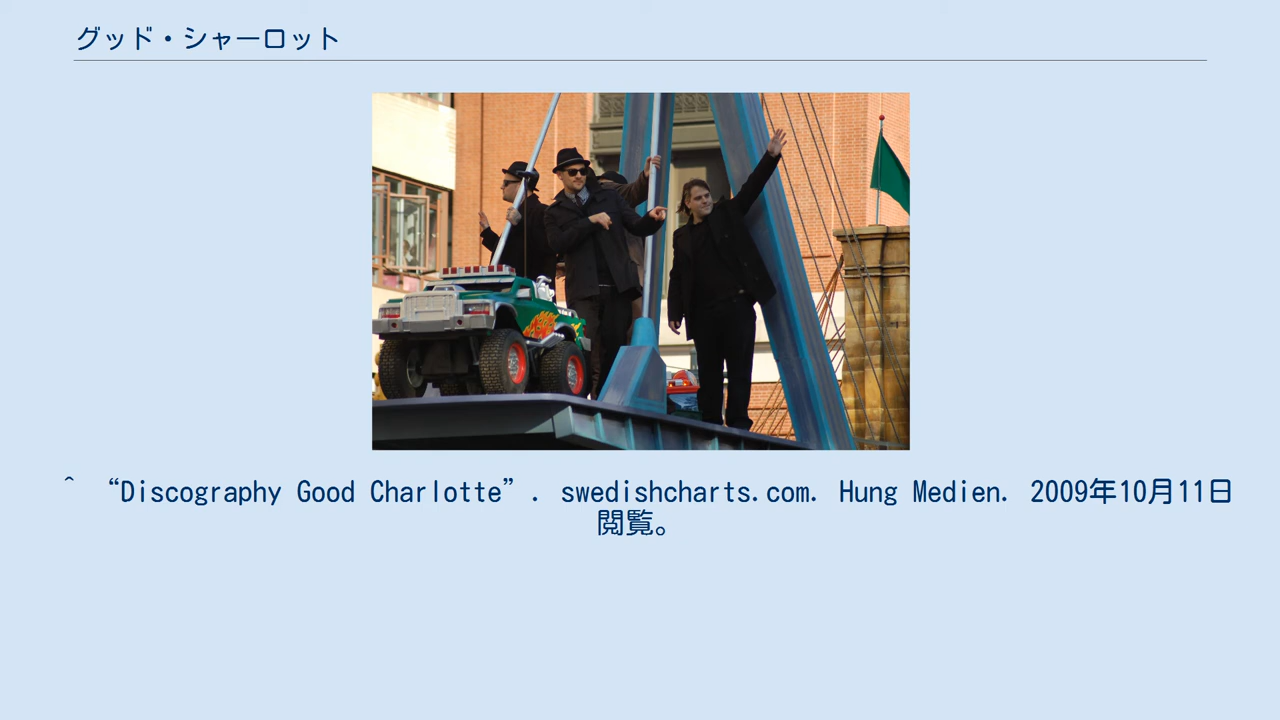 グッド・シャーロット
^ “Discography Good Charlotte”. swedishcharts.com. Hung Medien. 2009年10月11日
閲覧。